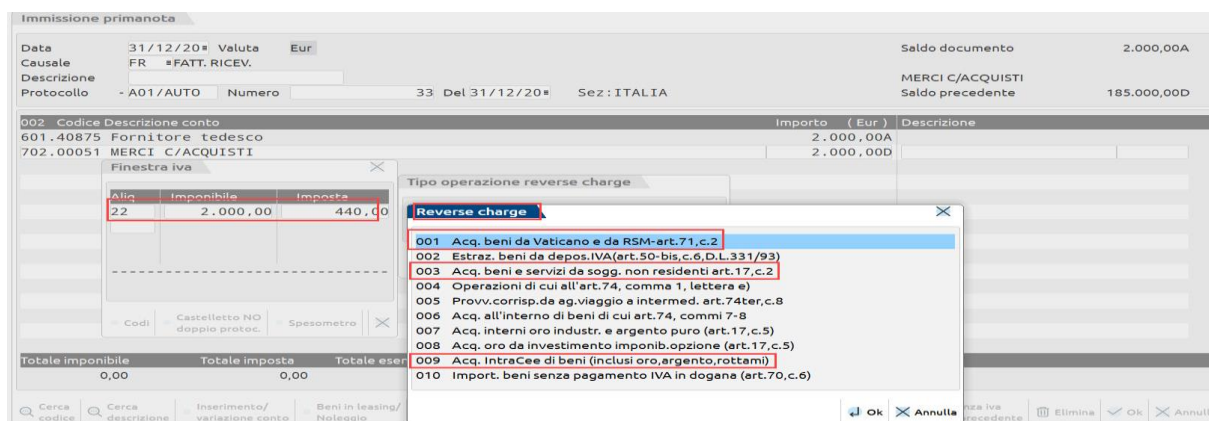 Immissione primanota
Data 31/12/20 Valuta Eur Saldo documento 2.000,00A
Causale FR FATT. RICEV.
Descrizione MERCI C/ACQUISTI
Protocollo - A01/AUTO Numero 33 Del 31/12/20 Sez:ITALIA Saldo precedente 185.000,00D
002 Codice Descrizione conto Importo (Eur) Descrizione
601.40875 Fornitore tedesco 2.000,00A
702.00051 MERCI C/ACQUISTI 2.000,00D
Finestra iva
Tipo operazione reverse charge
Aliq Imponibile Imposta
22 2.000,00 440,00
Reverse charge
001 Acq. beni da Vaticano e da RSM-art.71,c.2
002 Estraz. beni da depos.IVA(art.50-bis,c.6,D.L.331/93)
003 Acq. beni e servizi da sogg. non residenti art.17,c.2
004 Operazioni di cui all'art.74, comma 1, lettera e)
005 Provv.corrisp.da ag.viaggio a intermed. art.74ter,c.8
006 Acq. all'interno di beni di cui art.74, commi 7-8
007 Acq. interni oro industr. e argento puro (art.17,c.5)
008 Acq. oro da investimento imponib.opzione (art.17,c.5)
009 Acq. IntraCee di beni (inclusi oro,argento,rottami)
010 Import. beni senza pagamento IVA in dogana (art.70,c.6)
Codi Castelletto NO doppio protoc. Spesometro
Totale imponibile Totale imposta Totale eser
0,00 0,00
Ok Annulla
Cerca codice Cerca descrizione Inserimento/ variazione conto Beni in leasing/ Noleggio nza iva recedente Elimina Ok Annull